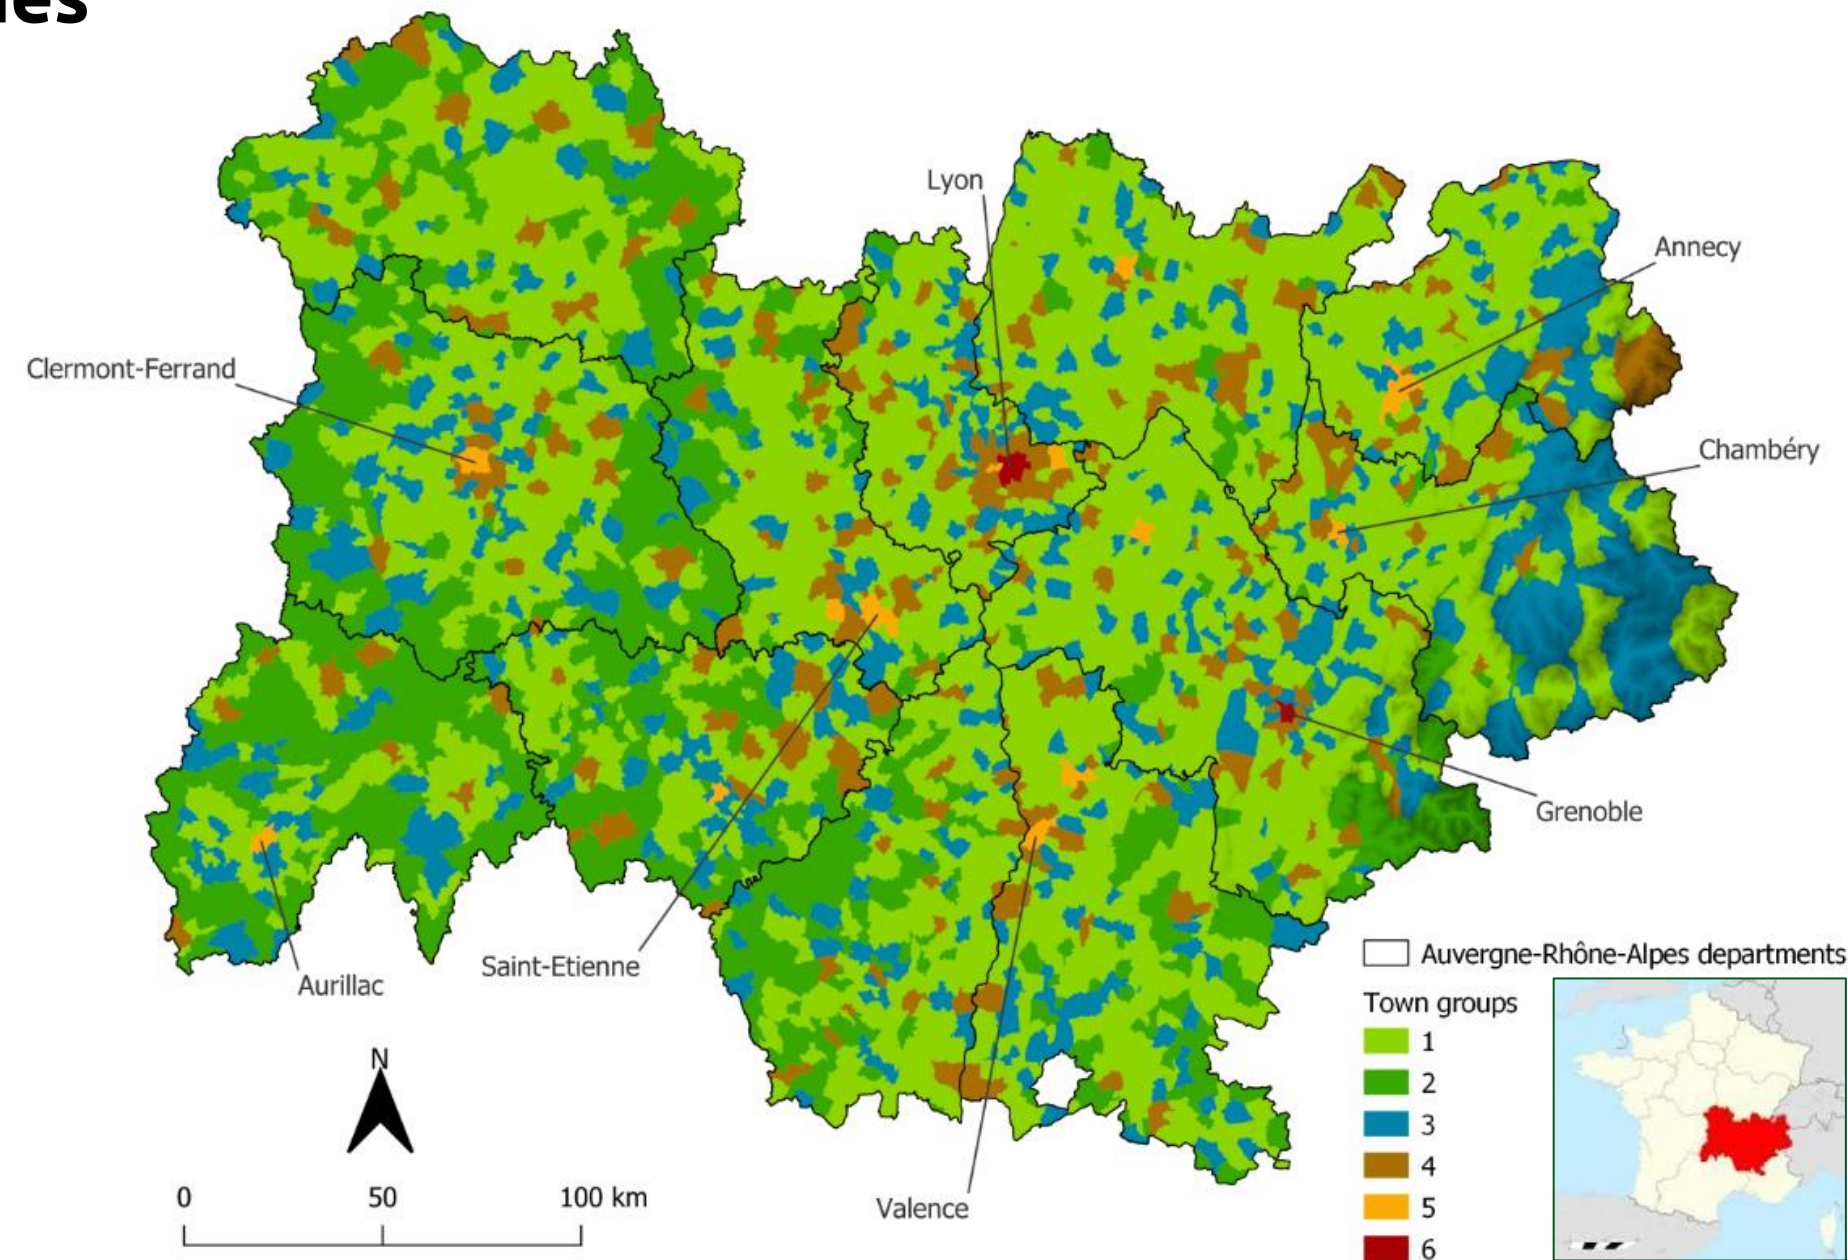 Lyon
Annecy
Clermont-Ferrand
Chambéry
Grenoble
Saint-Etienne
Aurillac
Valence
N
0 50 100 km
Auvergne-Rhône-Alpes departments
Town groups
1
2
3
4
5
6